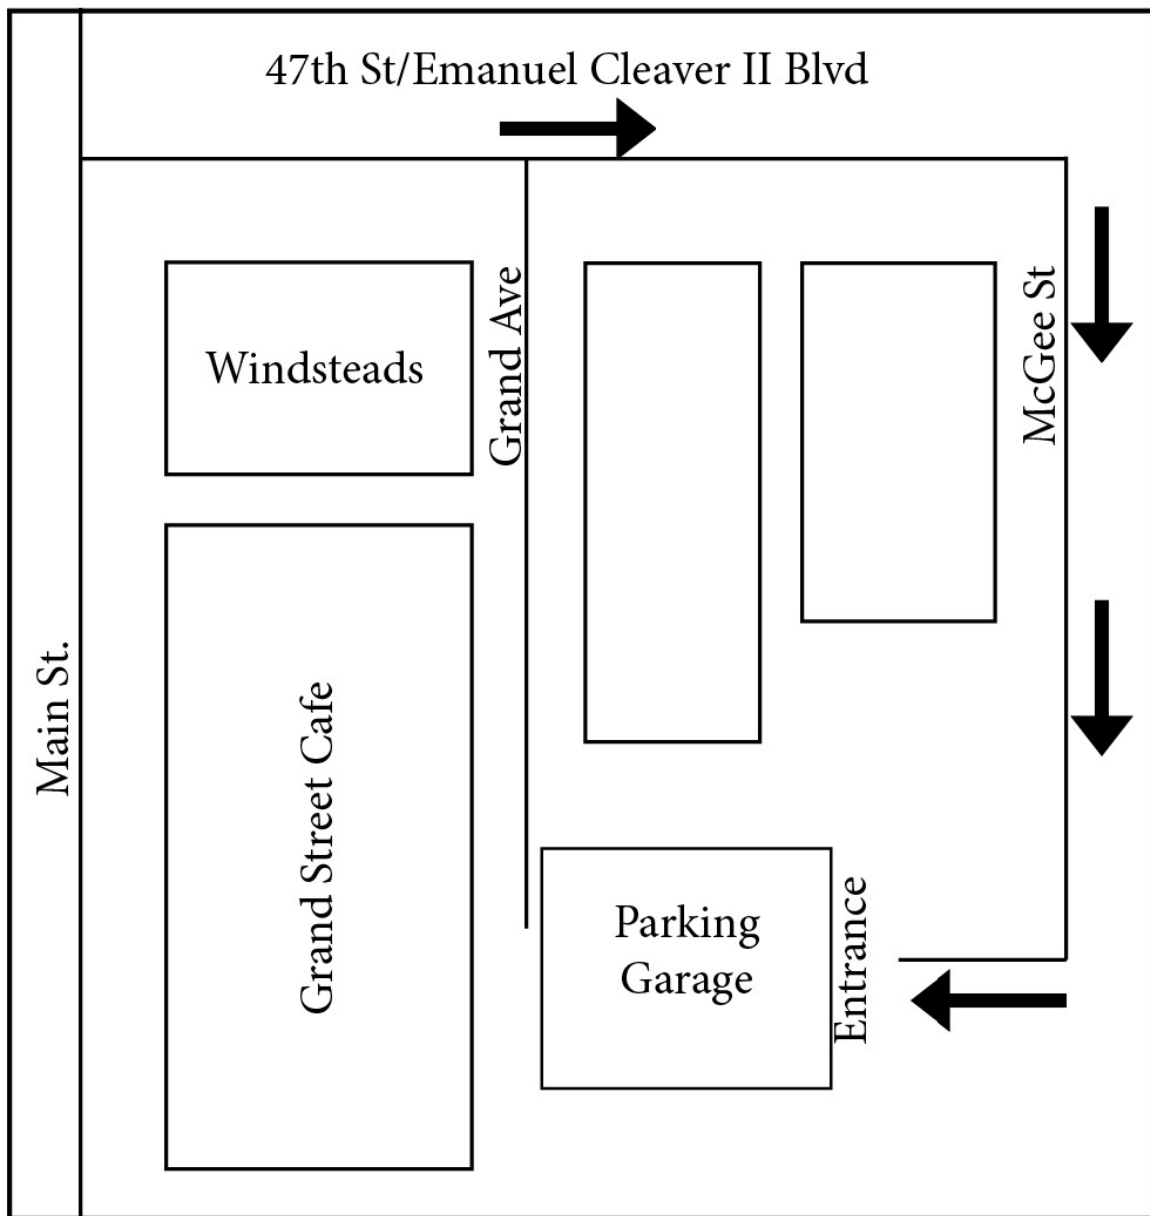 47th St/Emanuel Cleaver II Blvd
Windsteads
Grand Ave
McGee St
Main St.
Grand Street Cafe
Parking
Garage
Entrance